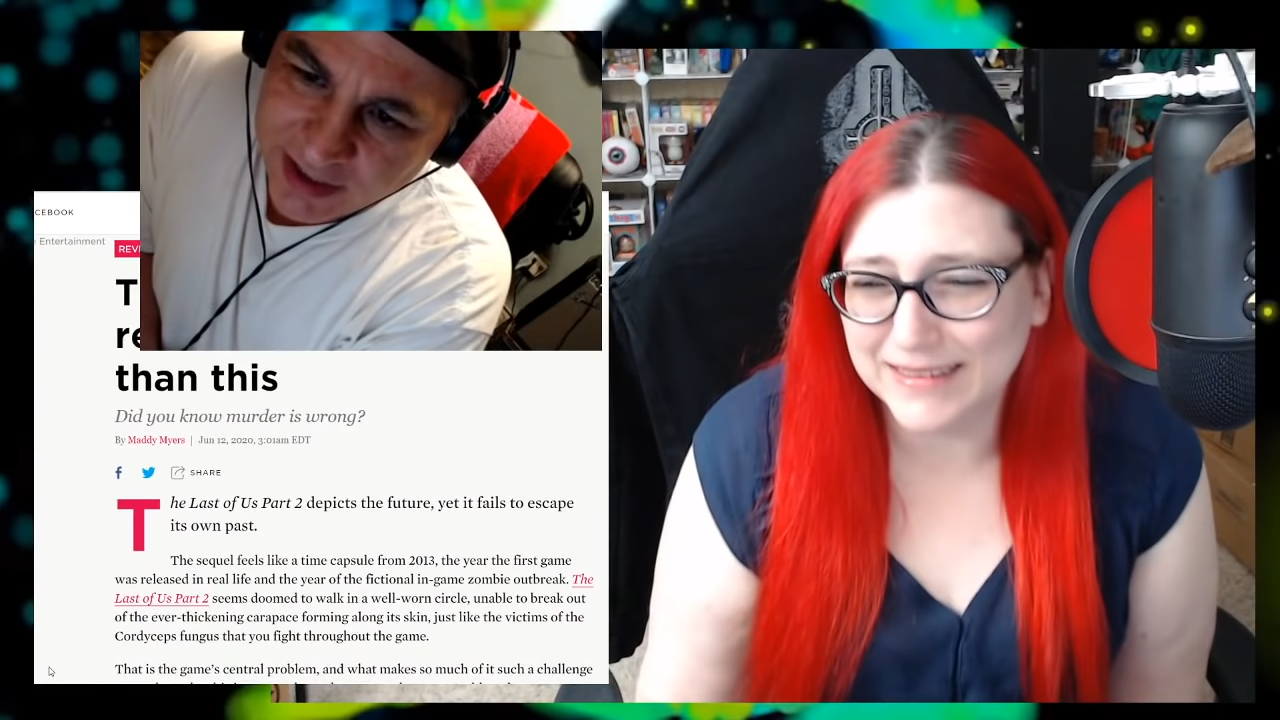 CEBOOK
Entertainment
REVI
T
re
than this
Did you know murder is wrong?
By Maddy Myers | Jun 12, 2020, 3:01am EDT
SHARE
The Last of Us Part 2 depicts the future, yet it fails to escape
its own past.
The sequel feels like a time capsule from 2013, the year the first game
was released in real life and the year of the fictional in-game zombie outbreak. The
Last of Us Part 2 seems doomed to walk in a well-worn circle, unable to break out
of the ever-thickening carapace forming along its skin, just like the victims of the
Cordyceps fungus that you fight throughout the game.
That is the game's central problem, and what makes so much of it such a challenge